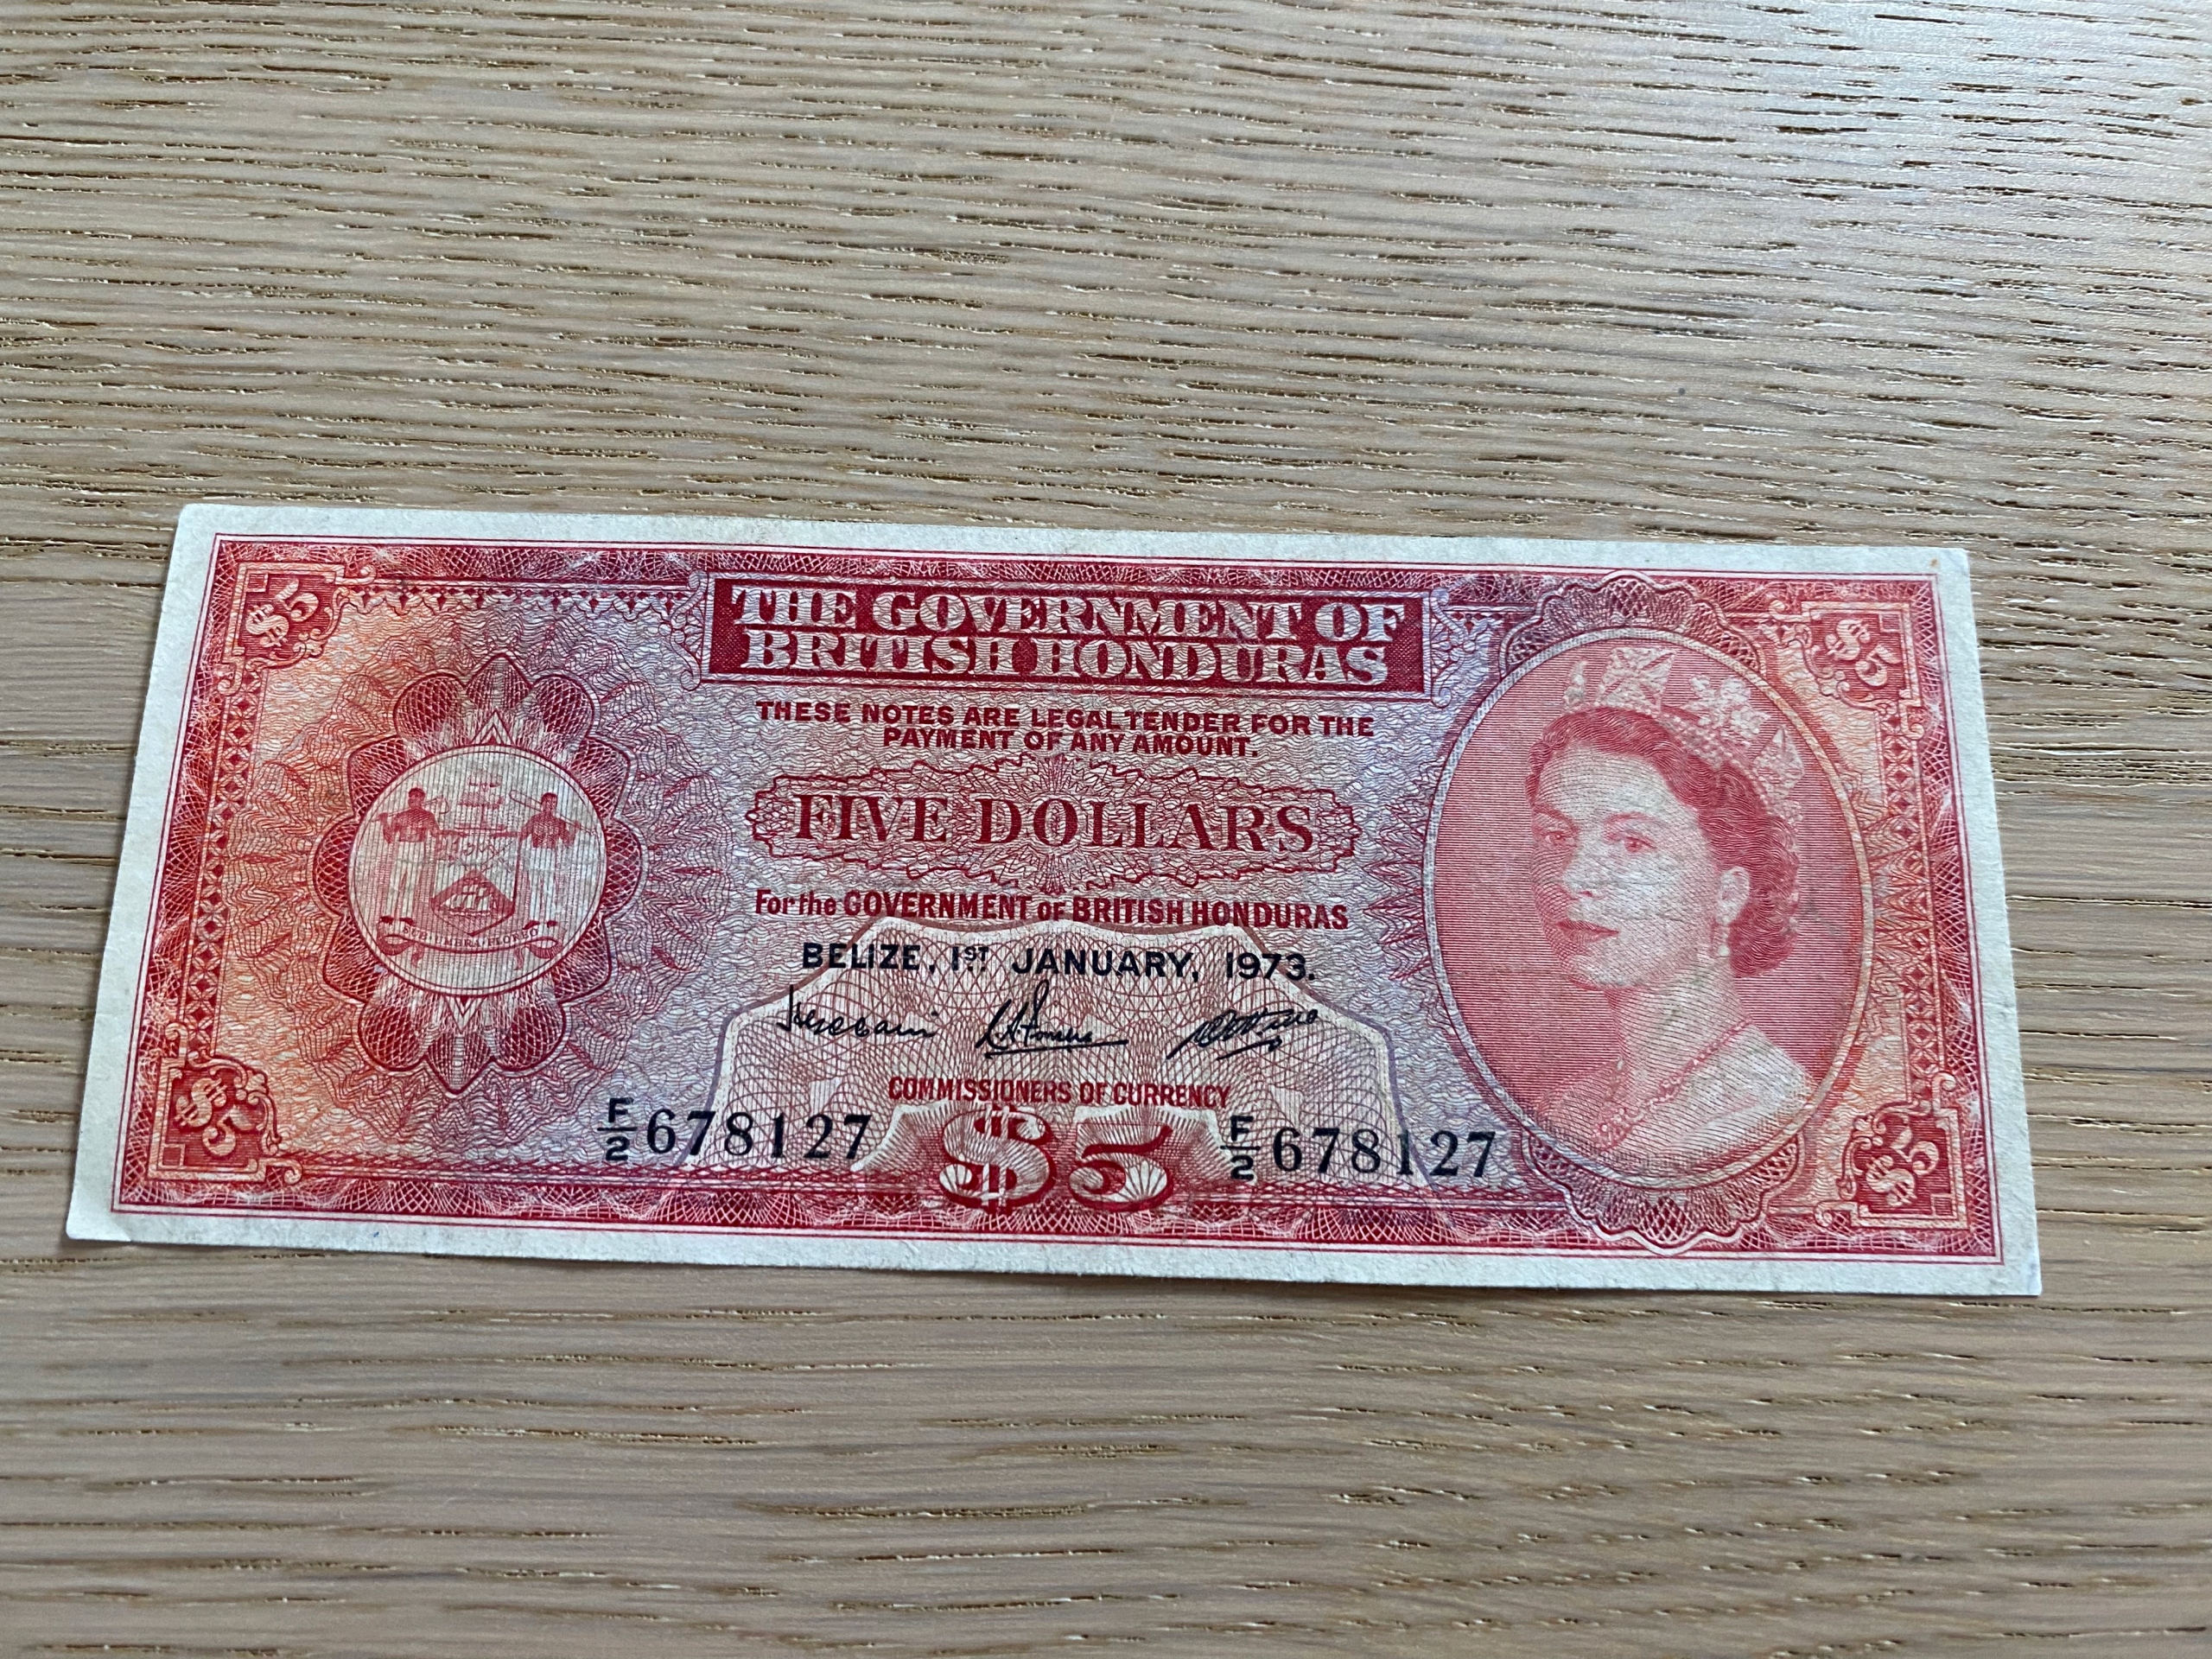 $5
THE GOVERNMENT OF
BRITISH HONDURAS
$5
THESE NOTES ARE LEGAL TENDER FOR THE
PAYMENT OF ANY AMOUNT.
FIVE DOLLARS
For the GOVERNMENT OF BRITISH HONDURAS
BELIZE, 1ST JANUARY, 1973.
COMMISSIONERS OF CURRENCY
$5
F/2 678127
$5
F/2 678127
$5